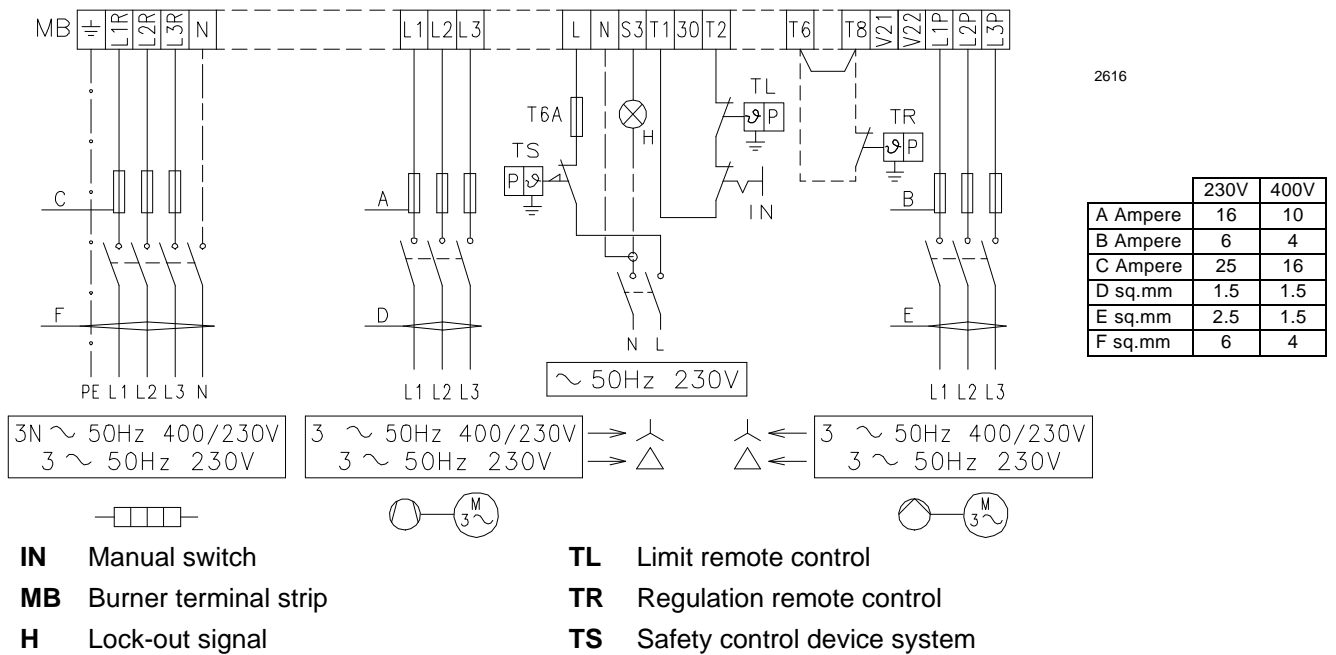 MB ⏚ L1R L2R L3R N L1 L2 L3 L N S3 T1 30 T2 T6 T8 V21 V22 L1P L2P L3P
2616
T6A
H
TL
ϑ P
TR
ϑ P
TS
P ϑ
IN
C
A
B
F
D
E
N L
PE L1 L2 L3 N
L1 L2 L3
L1 L2 L3
~ 50Hz 230V
3N ~ 50Hz 400/230V
3 ~ 50Hz 230V
3 ~ 50Hz 400/230V
3 ~ 50Hz 230V
3 ~ 50Hz 400/230V
3 ~ 50Hz 230V
M
3~
M
3~
230V 400V
A Ampere 16 10
B Ampere 6 4
C Ampere 25 16
D sq.mm 1.5 1.5
E sq.mm 2.5 1.5
F sq.mm 6 4
IN Manual switch
MB Burner terminal strip
H Lock-out signal
TL Limit remote control
TR Regulation remote control
TS Safety control device system